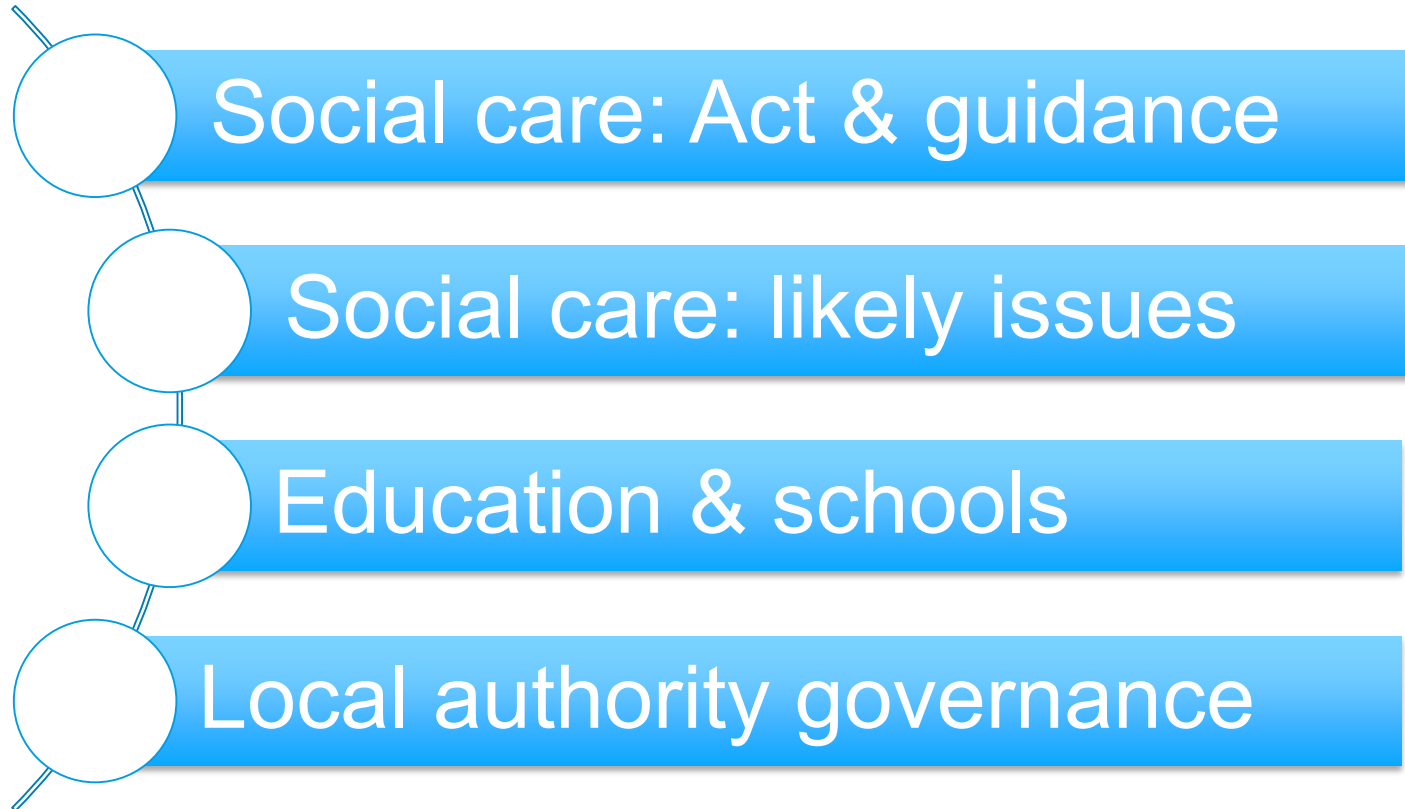 Social care: Act & guidance
Social care: likely issues
Education & schools
Local authority governance